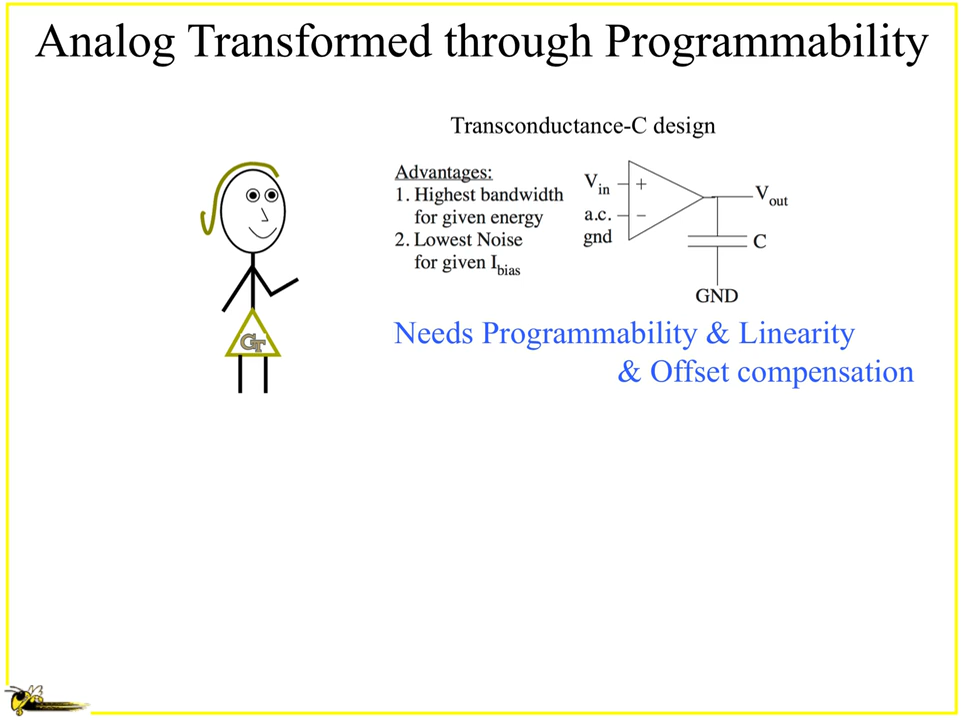 Analog Transformed through Programmability
Transconductance-C design
Advantages:
1. Highest bandwidth
for given energy
2. Lowest Noise
for given Ibias
Vin
+
a.c.
−
gnd
Vout
C
GND
GT
Needs Programmability & Linearity
& Offset compensation